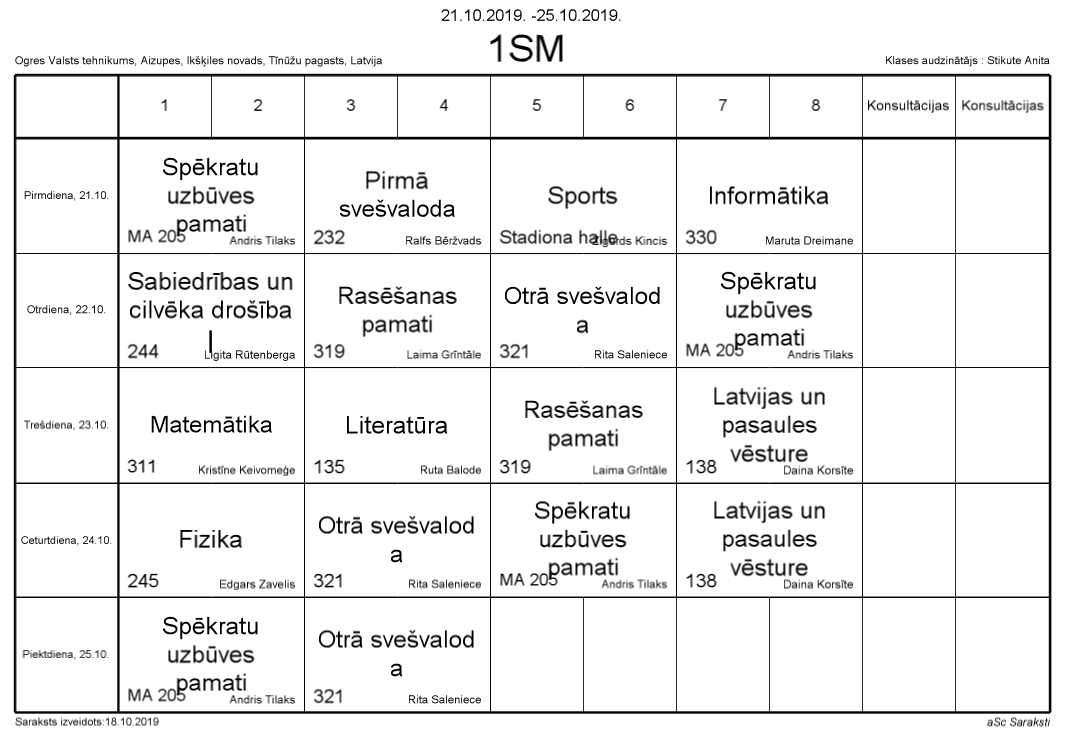 21.10.2019. -25.10.2019.
1SM
Ogres Valsts tehnikums, Aizupes, Ikšķiles novads, Tīnūžu pagasts, Latvija
Klases audzinātājs : Stikute Anita
1 2 3 4 5 6 7 8 Konsultācijas Konsultācijas
Pirmdiena, 21.10.
Spēkratu
uzbūves
pamati
MA 205 Andris Tilaks
Pirmā
svešvaloda
232 Ralfs Bēržvads
Sports
Stadiona halle Zigurds Kincis
Informātika
330 Maruta Dreimane
Otrdiena, 22.10.
Sabiedrības un
cilvēka drošība
I
244 Ligita Rūtenberga
Rasēšanas
pamati
319 Laima Grīntāle
Otrā svešvalod
a
321 Rita Saleniece
Spēkratu
uzbūves
pamati
MA 205 Andris Tilaks
Trešdiena, 23.10.
Matemātika
311 Kristīne Keivomeģe
Literatūra
135 Ruta Balode
Rasēšanas
pamati
319 Laima Grīntāle
Latvijas un
pasaules
vēsture
138 Daina Korsīte
Ceturtdiena, 24.10.
Fizika
245 Edgars Zavelis
Otrā svešvalod
a
321 Rita Saleniece
Spēkratu
uzbūves
pamati
MA 205 Andris Tilaks
Latvijas un
pasaules
vēsture
138 Daina Korsīte
Piektdiena, 25.10.
Spēkratu
uzbūves
pamati
MA 205 Andris Tilaks
Otrā svešvalod
a
321 Rita Saleniece
Saraksts izveidots:18.10.2019
aSc Saraksti